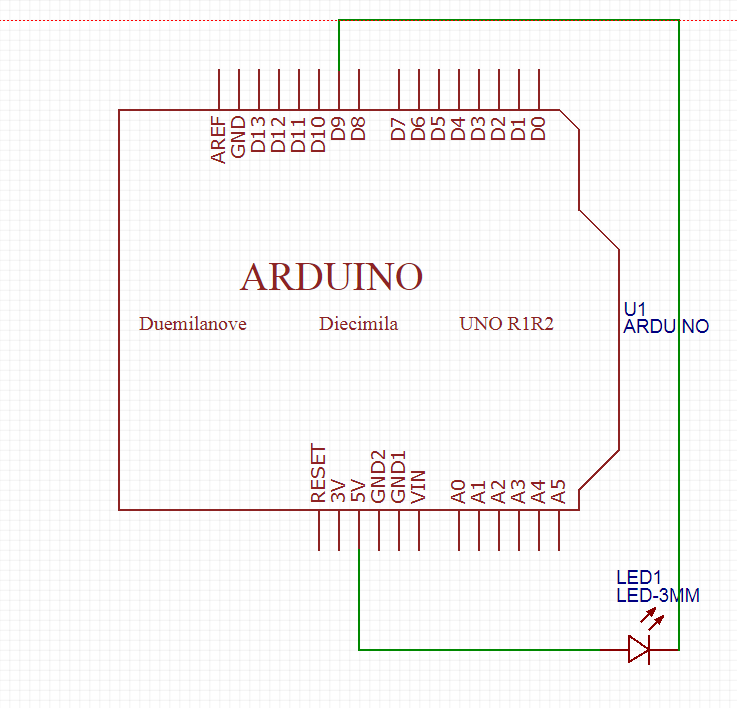 AREF
GND
D13
D12
D11
D10
D9
D8
D7
D6
D5
D4
D3
D2
D1
D0
ARDUINO
Duemilanove Diecimila UNO R1R2
U1
ARDUINO
RESET
3V
5V
GND2
GND1
VIN
A0
A1
A2
A3
A4
A5
LED1
LED-3MM